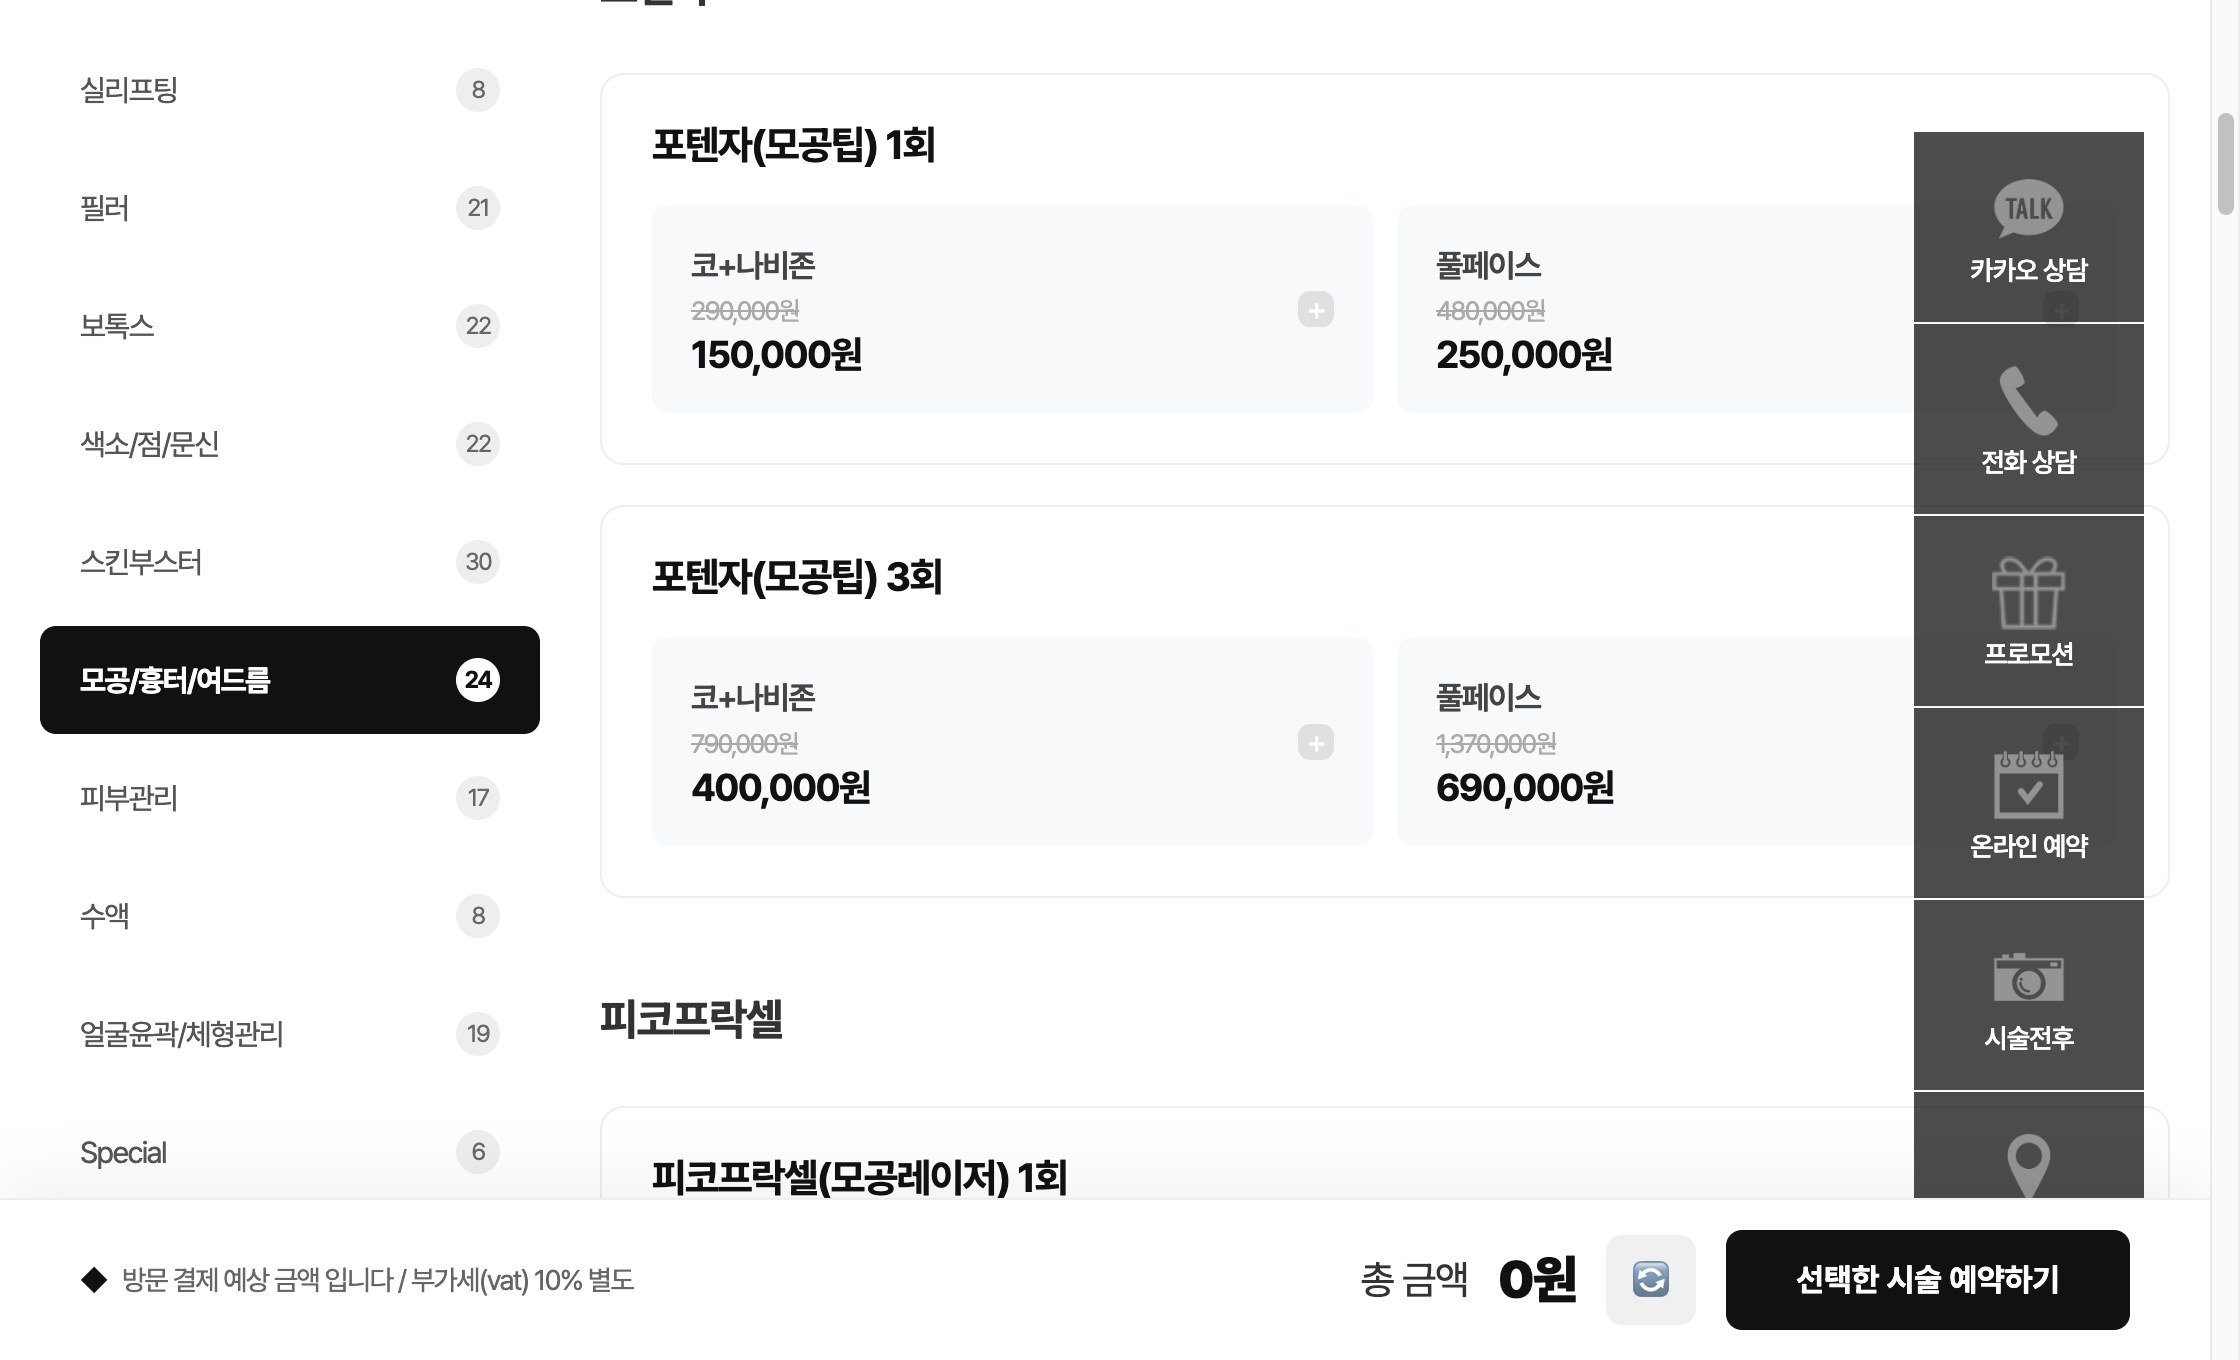 실리프팅
8
필러
21
보톡스
22
색소/점/문신
22
스킨부스터
30
모공/흉터/여드름
24
피부관리
17
수액
8
얼굴윤곽/체형관리
19
Special
6
포텐자(모공팁) 1회
코+나비존
290,000원
150,000원
풀페이스
480,000원
250,000원
포텐자(모공팁) 3회
코+나비존
790,000원
400,000원
풀페이스
1,370,000원
690,000원
피코프락셀
피코프락셀(모공레이저) 1회
TALK
카카오 상담
전화 상담
프로모션
온라인 예약
시술전후
방문 결제 예상 금액 입니다 / 부가세(vat) 10% 별도
총 금액 0원
선택한 시술 예약하기